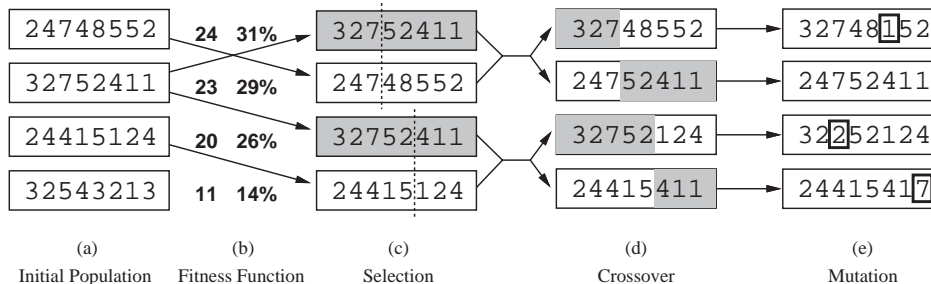 24748552 24 31% 32752411 32748552 32748152
32752411 23 29% 24748552 24752411 24752411
24415124 20 26% 32752411 32752124 32252124
32543213 11 14% 24415124 24415411 24415417
(a) (b) (c) (d) (e)
Initial Population Fitness Function Selection Crossover Mutation